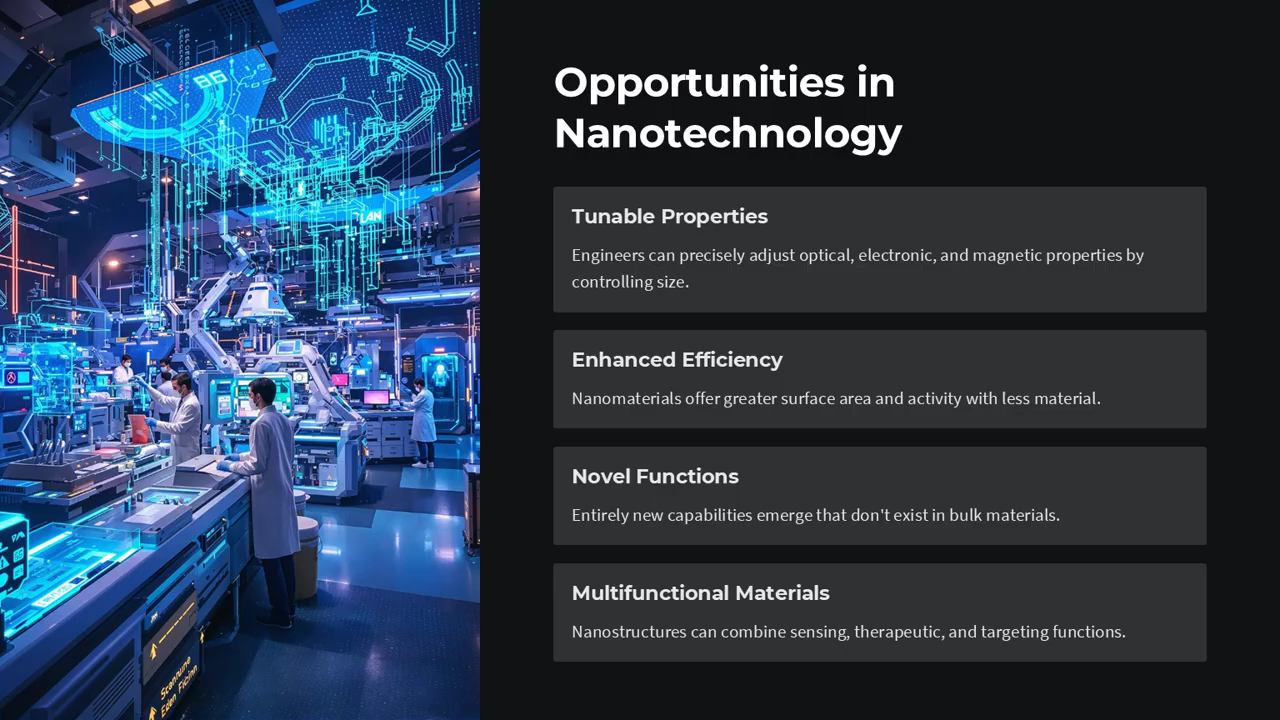 Opportunities in
Nanotechnology
Tunable Properties
Engineers can precisely adjust optical, electronic, and magnetic properties by
controlling size.
Enhanced Efficiency
Nanomaterials offer greater surface area and activity with less material.
Novel Functions
Entirely new capabilities emerge that don't exist in bulk materials.
Multifunctional Materials
Nanostructures can combine sensing, therapeutic, and targeting functions.